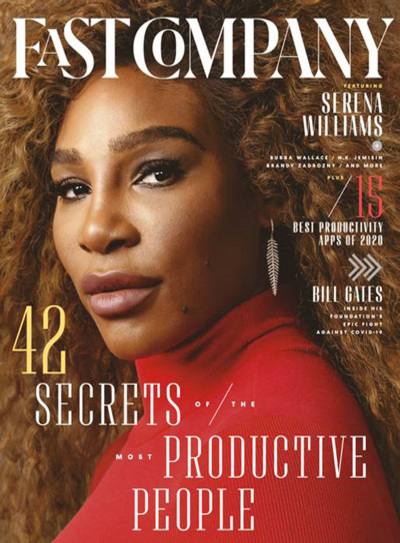 FAST COMPANY
FEATURING
SERENA
WILLIAMS
BUBBA WALLACE / N.K. JEMISIN
BRANDY ZADROZNY / AND MORE
PLUS
15
BEST PRODUCTIVITY
APPS OF 2020
BILL GATES
INSIDE HIS
FOUNDATION'S
EPIC FIGHT
AGAINST COVID-19
42
SECRETS OF / THE
MOST PRODUCTIVE
PEOPLE